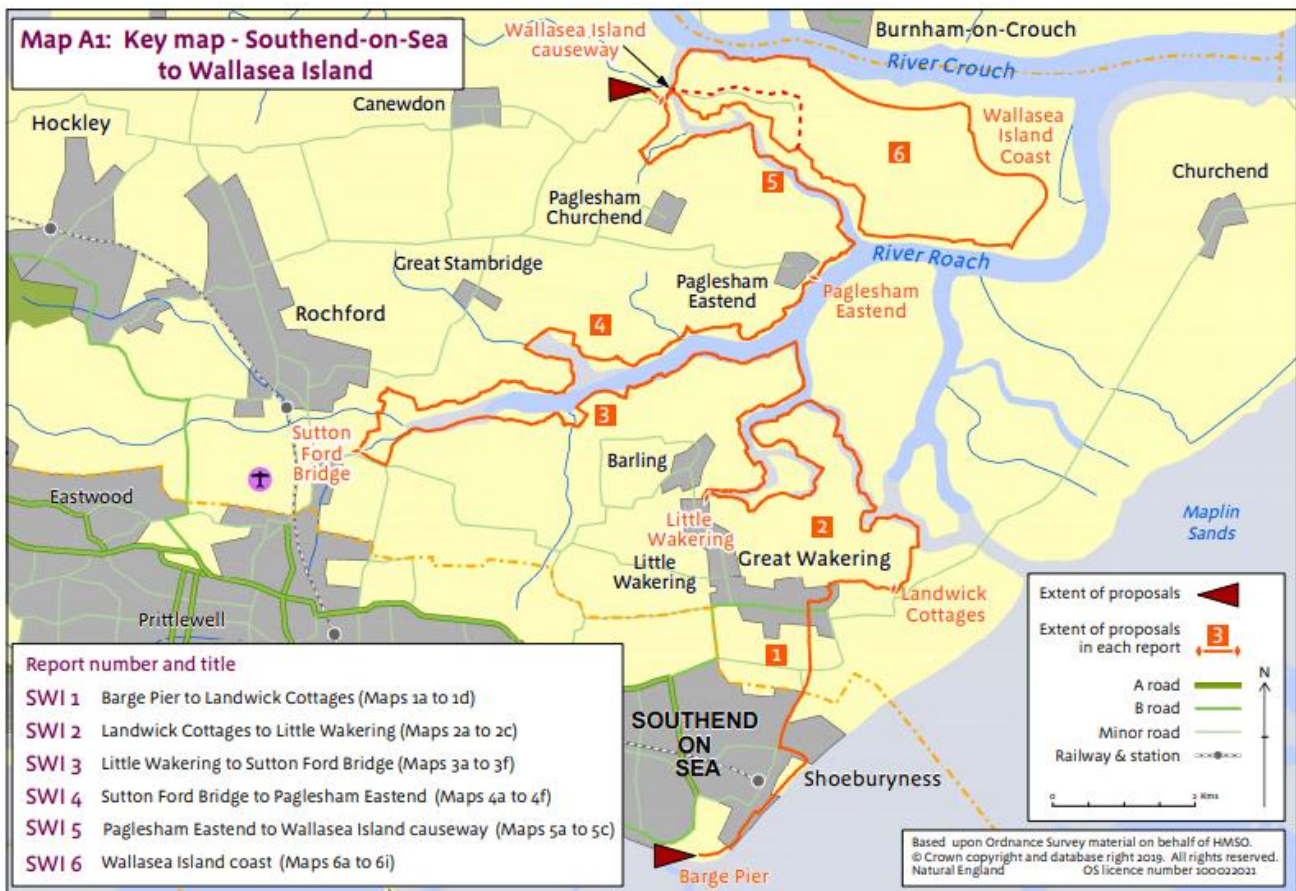 Map A1: Key map - Southend-on-Sea
to Wallasea Island
Wallasea Island
causeway
Burnham-on-Crouch
River Crouch
Canewdon
Hockley
Wallasea
Island
Coast
6
Churchend
5
Paglesham
Churchend
River Roach
Great Stambridge
Paglesham
Eastend
Paglesham
Eastend
Rochford
4
3
Sutton
Ford
Bridge
Barling
Eastwood
Little
Wakering
2
Maplin
Sands
Little
Wakering
Great Wakering
Landwick
Cottages
Prittlewell
1
SOUTHEND
ON
SEA
Shoeburyness
Barge Pier
Report number and title
SWI 1 Barge Pier to Landwick Cottages (Maps 1a to 1d)
SWI 2 Landwick Cottages to Little Wakering (Maps 2a to 2c)
SWI 3 Little Wakering to Sutton Ford Bridge (Maps 3a to 3f)
SWI 4 Sutton Ford Bridge to Paglesham Eastend (Maps 4a to 4f)
SWI 5 Paglesham Eastend to Wallasea Island causeway (Maps 5a to 5c)
SWI 6 Wallasea Island coast (Maps 6a to 6i)
Extent of proposals
Extent of proposals
in each report
3
A road
B road
Minor road
Railway & station
N
0 2 Kms
Based upon Ordnance Survey material on behalf of HMSO.
© Crown copyright and database right 2019. All rights reserved.
Natural England OS licence number 100022021